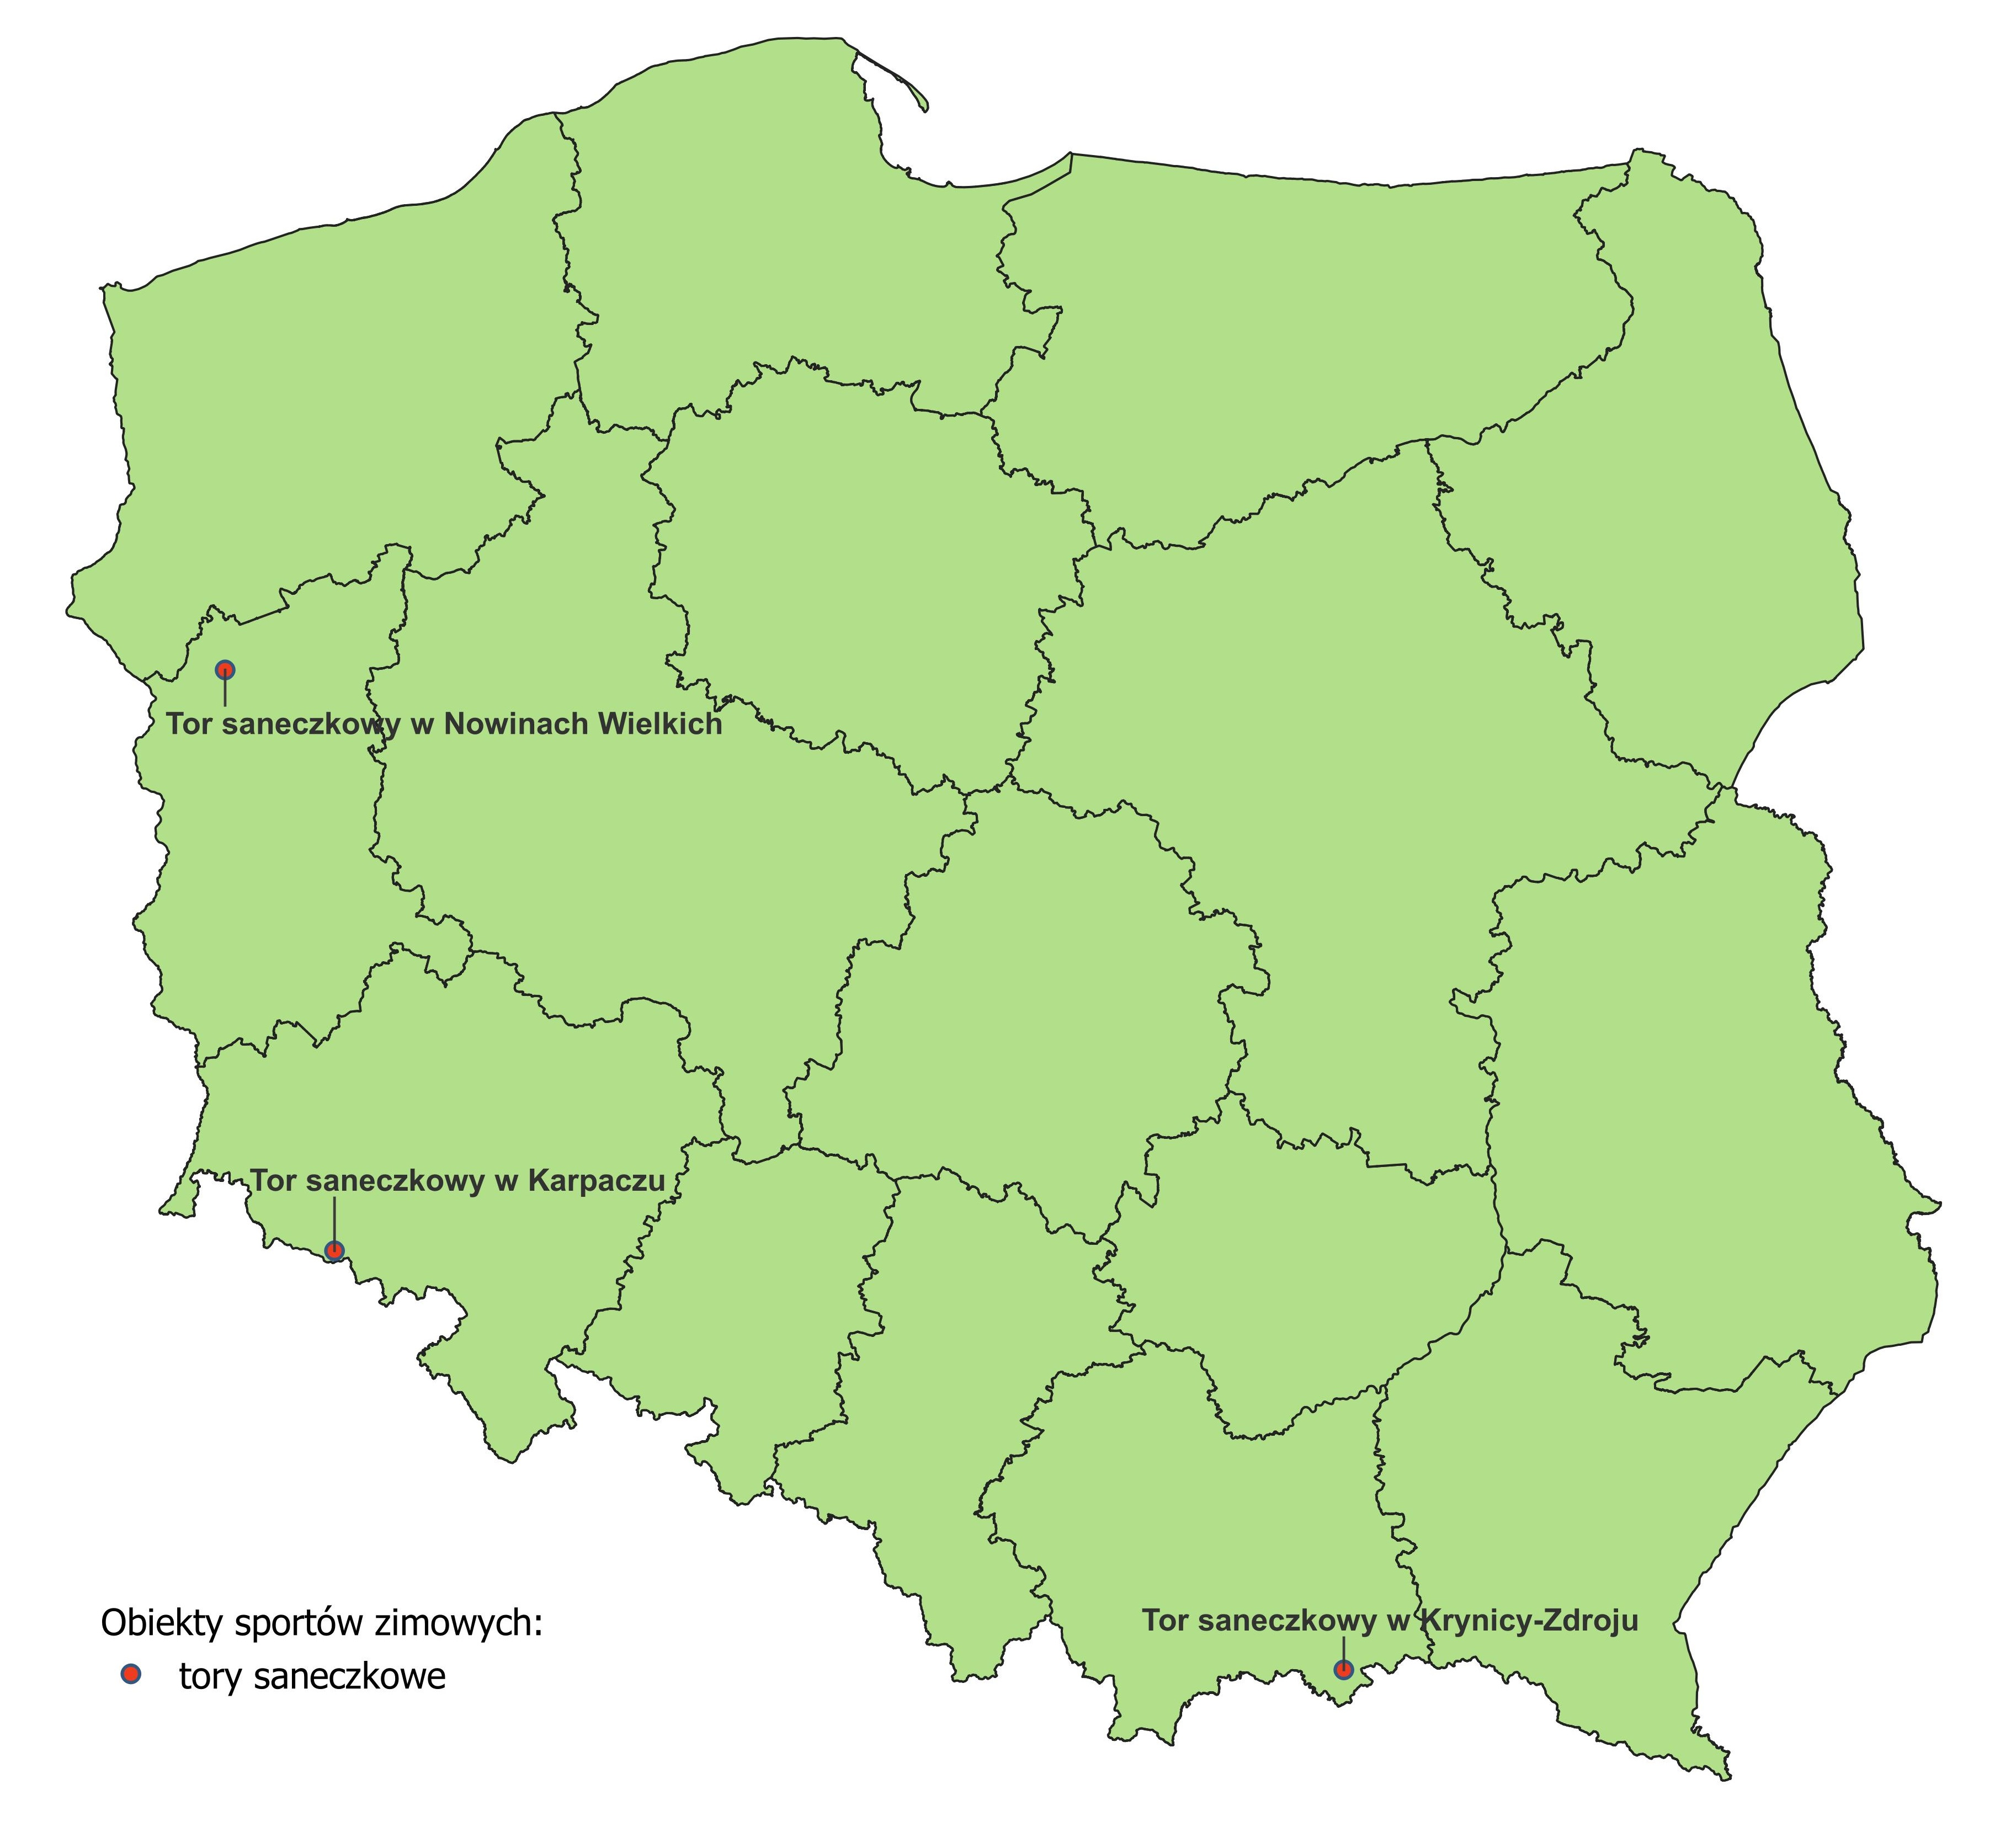 Tor saneczkowy w Nowinach Wielkich
Tor saneczkowy w Karpaczu
Tor saneczkowy w Krynicy-Zdroju
Obiekty sportów zimowych:
tory saneczkowe